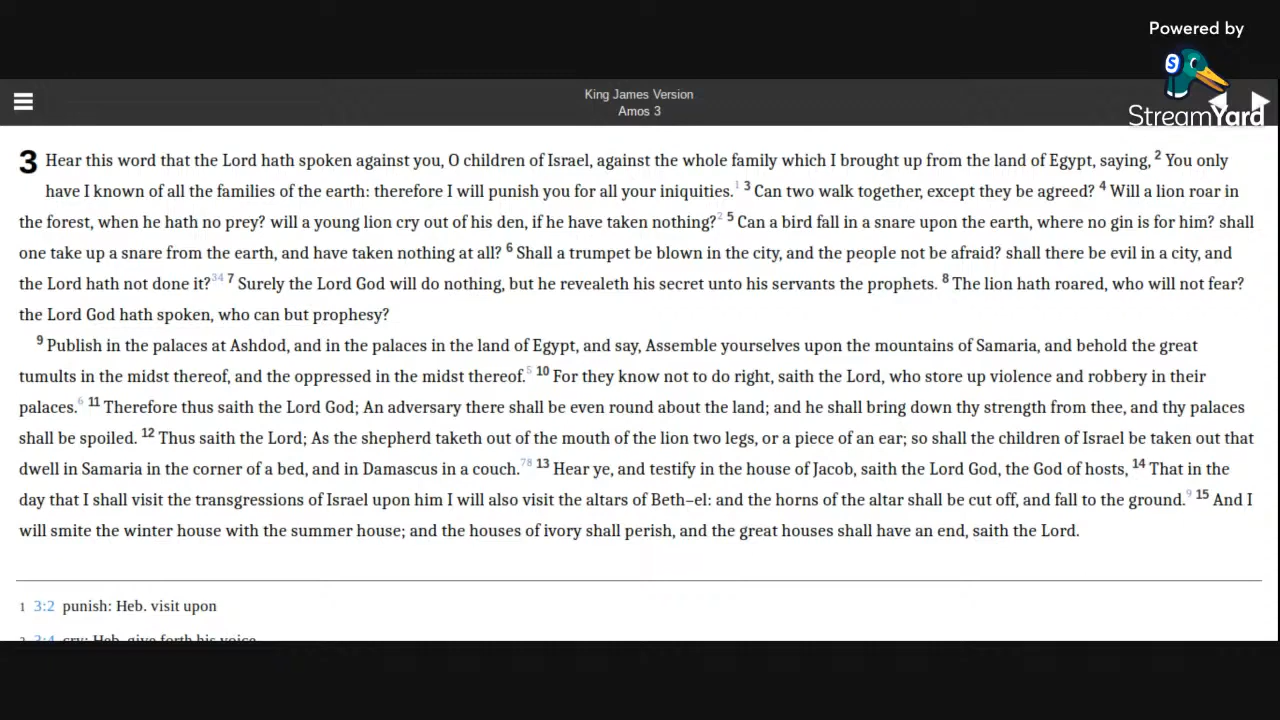 Powered by
S
StreamYard
King James Version
Amos 3
3 Hear this word that the Lord hath spoken against you, O children of Israel, against the whole family which I brought up from the land of Egypt, saying, 2 You only
have I known of all the families of the earth: therefore I will punish you for all your iniquities.1 3 Can two walk together, except they be agreed? 4 Will a lion roar in
the forest, when he hath no prey? will a young lion cry out of his den, if he have taken nothing?2 5 Can a bird fall in a snare upon the earth, where no gin is for him? shall
one take up a snare from the earth, and have taken nothing at all? 6 Shall a trumpet be blown in the city, and the people not be afraid? shall there be evil in a city, and
the Lord hath not done it?34 7 Surely the Lord God will do nothing, but he revealeth his secret unto his servants the prophets. 8 The lion hath roared, who will not fear?
the Lord God hath spoken, who can but prophesy?
9 Publish in the palaces at Ashdod, and in the palaces in the land of Egypt, and say, Assemble yourselves upon the mountains of Samaria, and behold the great
tumults in the midst thereof, and the oppressed in the midst thereof.5 10 For they know not to do right, saith the Lord, who store up violence and robbery in their
palaces.6 11 Therefore thus saith the Lord God; An adversary there shall be even round about the land; and he shall bring down thy strength from thee, and thy palaces
shall be spoiled. 12 Thus saith the Lord; As the shepherd taketh out of the mouth of the lion two legs, or a piece of an ear; so shall the children of Israel be taken out that
dwell in Samaria in the corner of a bed, and in Damascus in a couch.78 13 Hear ye, and testify in the house of Jacob, saith the Lord God, the God of hosts, 14 That in the
day that I shall visit the transgressions of Israel upon him I will also visit the altars of Beth–el: and the horns of the altar shall be cut off, and fall to the ground.9 15 And I
will smite the winter house with the summer house; and the houses of ivory shall perish, and the great houses shall have an end, saith the Lord.
1 3:2 punish: Heb. visit upon
2 3:4 cry: Heb. give forth his voice